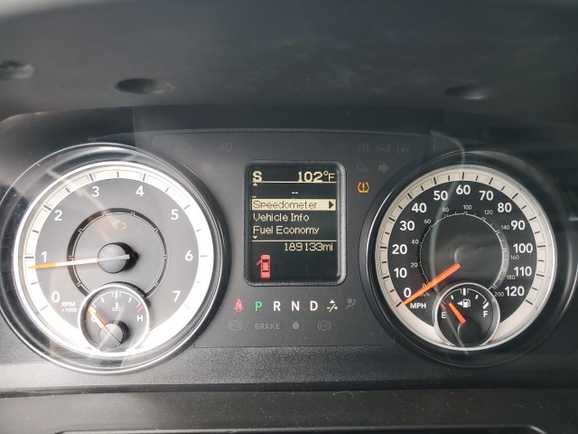 S 102°F
--
Speedometer
Vehicle Info
Fuel Economy
189133mi
0 1 2 3 4 5 6 7
RPM
C H
P R N D
BRAKE
0 10 20 30 40 50 60 70 80 90 100 110 120
MPH
E F